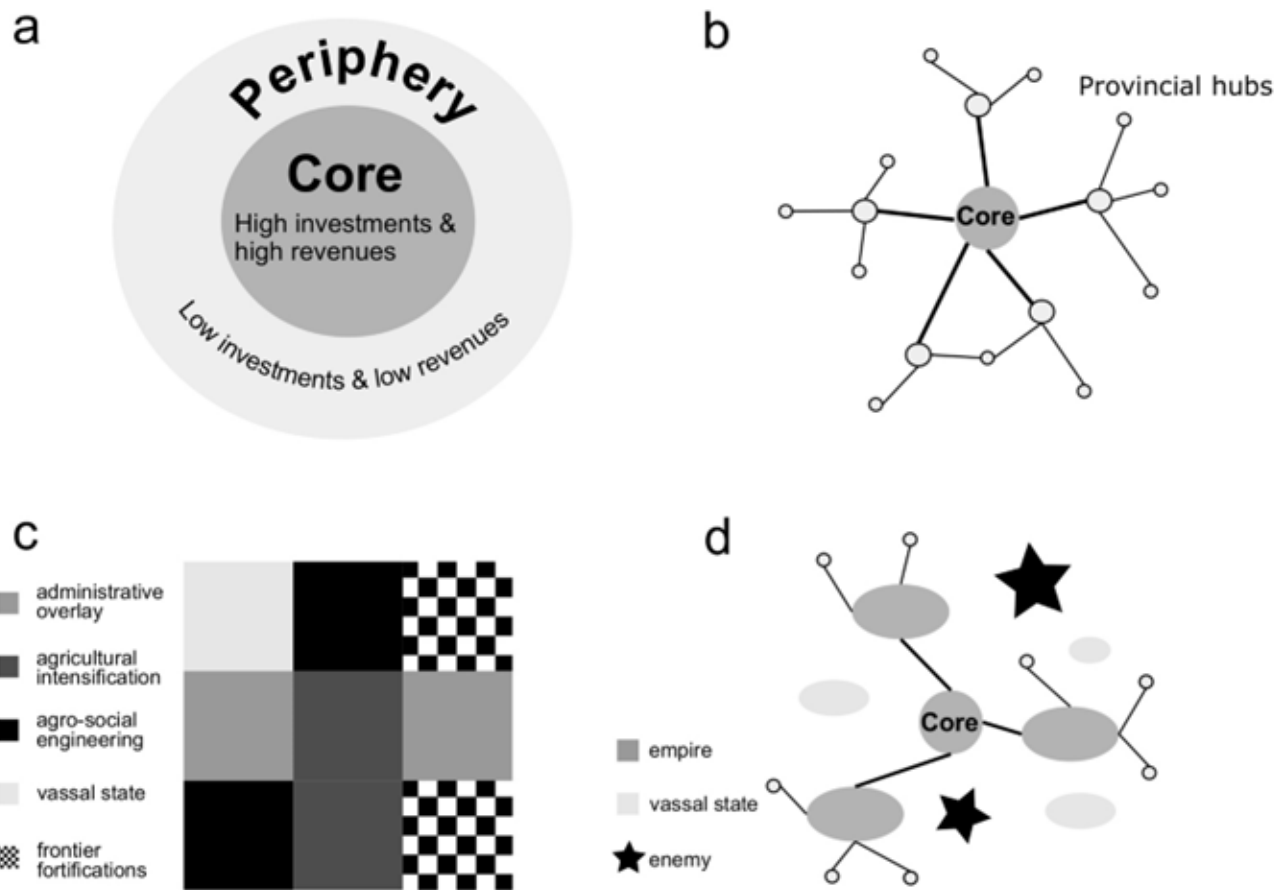 a
Periphery
Core
High investments &
high revenues
Low investments & low revenues
b
Provincial hubs
Core
c
administrative
overlay
agricultural
intensification
agro-social
engineering
vassal state
frontier
fortifications
d
Core
empire
vassal state
enemy